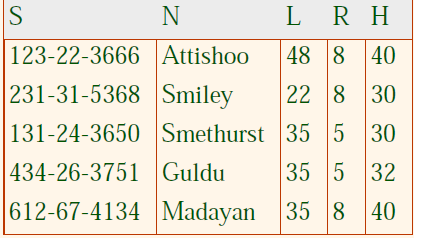 S N L R H
123-22-3666 Attishoo 48 8 40
231-31-5368 Smiley 22 8 30
131-24-3650 Smethurst 35 5 30
434-26-3751 Guldu 35 5 32
612-67-4134 Madayan 35 8 40